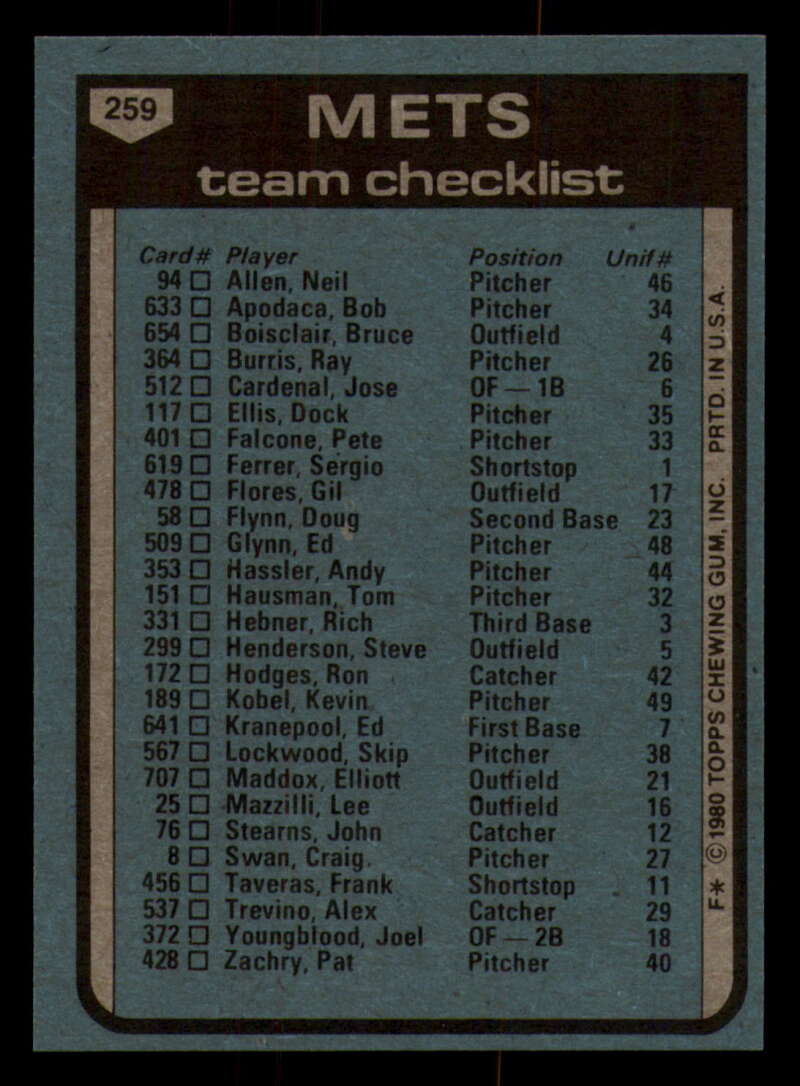 259
METS
team checklist
Card# Player Position Unif#
94 □ Allen, Neil Pitcher 46
633 □ Apodaca, Bob Pitcher 34
654 □ Boisclair, Bruce Outfield 4
364 □ Burris, Ray Pitcher 26
512 □ Cardenal, Jose OF — 1B 6
117 □ Ellis, Dock Pitcher 35
401 □ Falcone, Pete Pitcher 33
619 □ Ferrer, Sergio Shortstop 1
478 □ Flores, Gil Outfield 17
58 □ Flynn, Doug Second Base 23
509 □ Glynn, Ed Pitcher 48
353 □ Hassler, Andy Pitcher 44
151 □ Hausman, Tom Pitcher 32
331 □ Hebner, Rich Third Base 3
299 □ Henderson, Steve Outfield 5
172 □ Hodges, Ron Catcher 42
189 □ Kobel, Kevin Pitcher 49
641 □ Kranepool, Ed First Base 7
567 □ Lockwood, Skip Pitcher 38
707 □ Maddox, Elliott Outfield 21
25 □ Mazzilli, Lee Outfield 16
76 □ Stearns, John Catcher 12
8 □ Swan, Craig Pitcher 27
456 □ Taveras, Frank Shortstop 11
537 □ Trevino, Alex Catcher 29
372 □ Youngblood, Joel OF — 2B 18
428 □ Zachry, Pat Pitcher 40
F* © 1980 TOPPS CHEWING GUM, INC. PRTD. IN U.S.A.